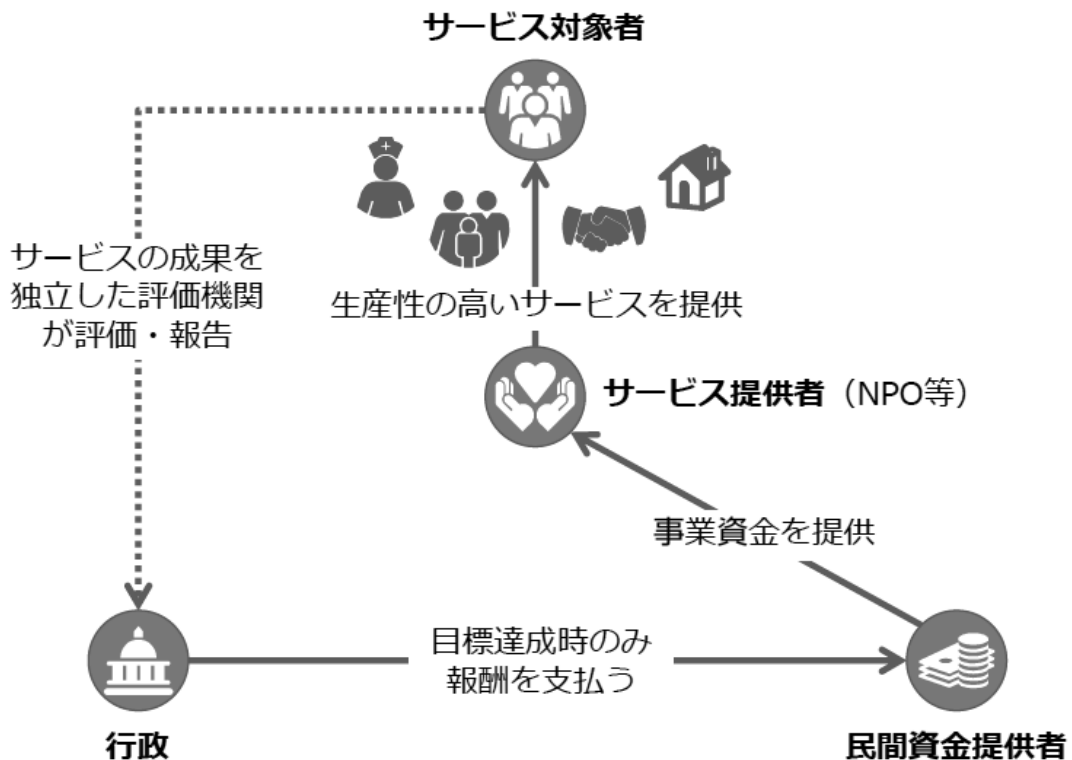 サービス対象者
サービスの成果を
独立した評価機関
が評価・報告
生産性の高いサービスを提供
サービス提供者（NPO等）
事業資金を提供
目標達成時のみ
報酬を支払う
行政
民間資金提供者